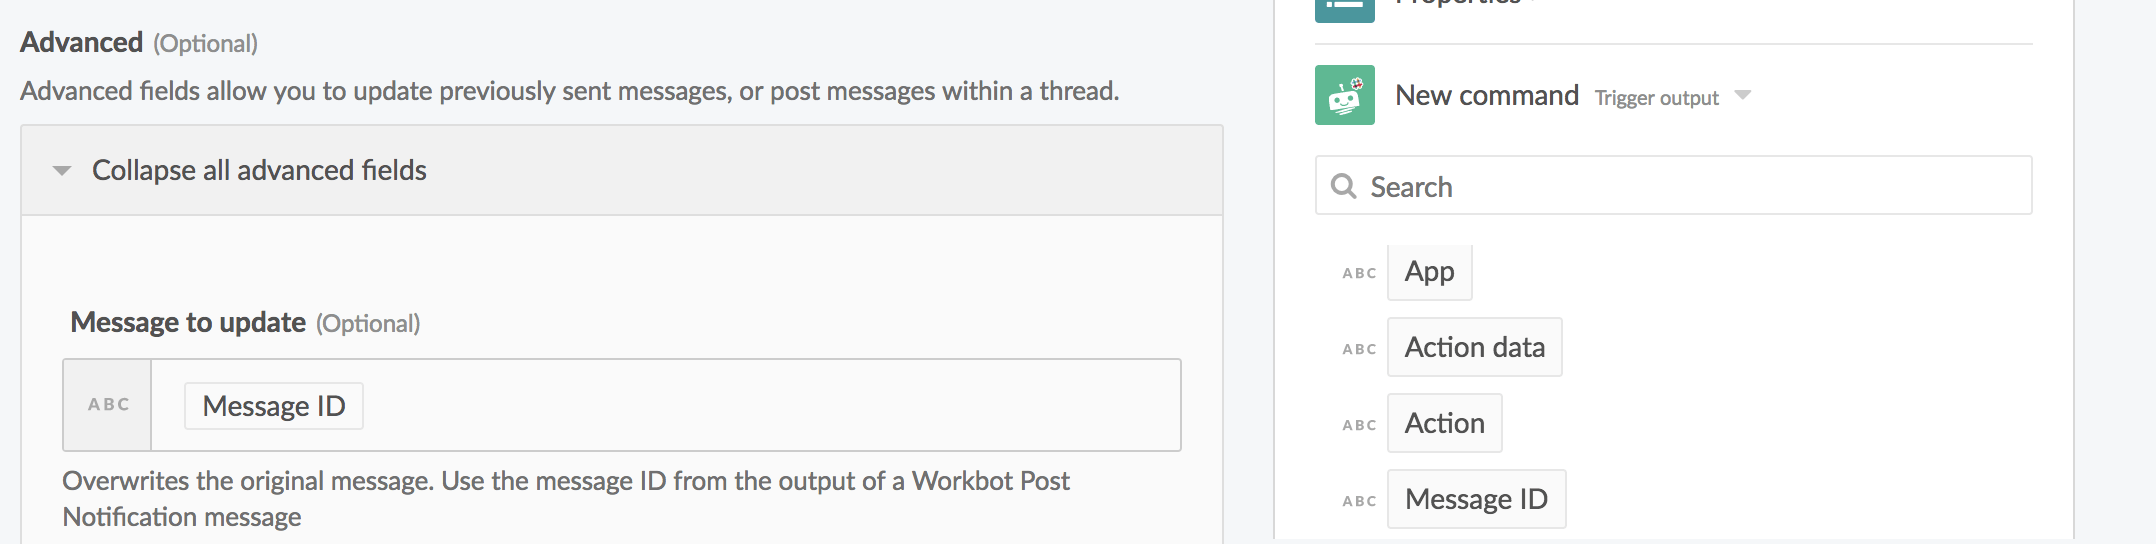 Advanced (Optional)
Advanced fields allow you to update previously sent messages, or post messages within a thread.
Collapse all advanced fields
Message to update (Optional)
ABC Message ID
Overwrites the original message. Use the message ID from the output of a Workbot Post
Notification message
Properties
New command Trigger output
Search
ABC App
ABC Action data
ABC Action
ABC Message ID